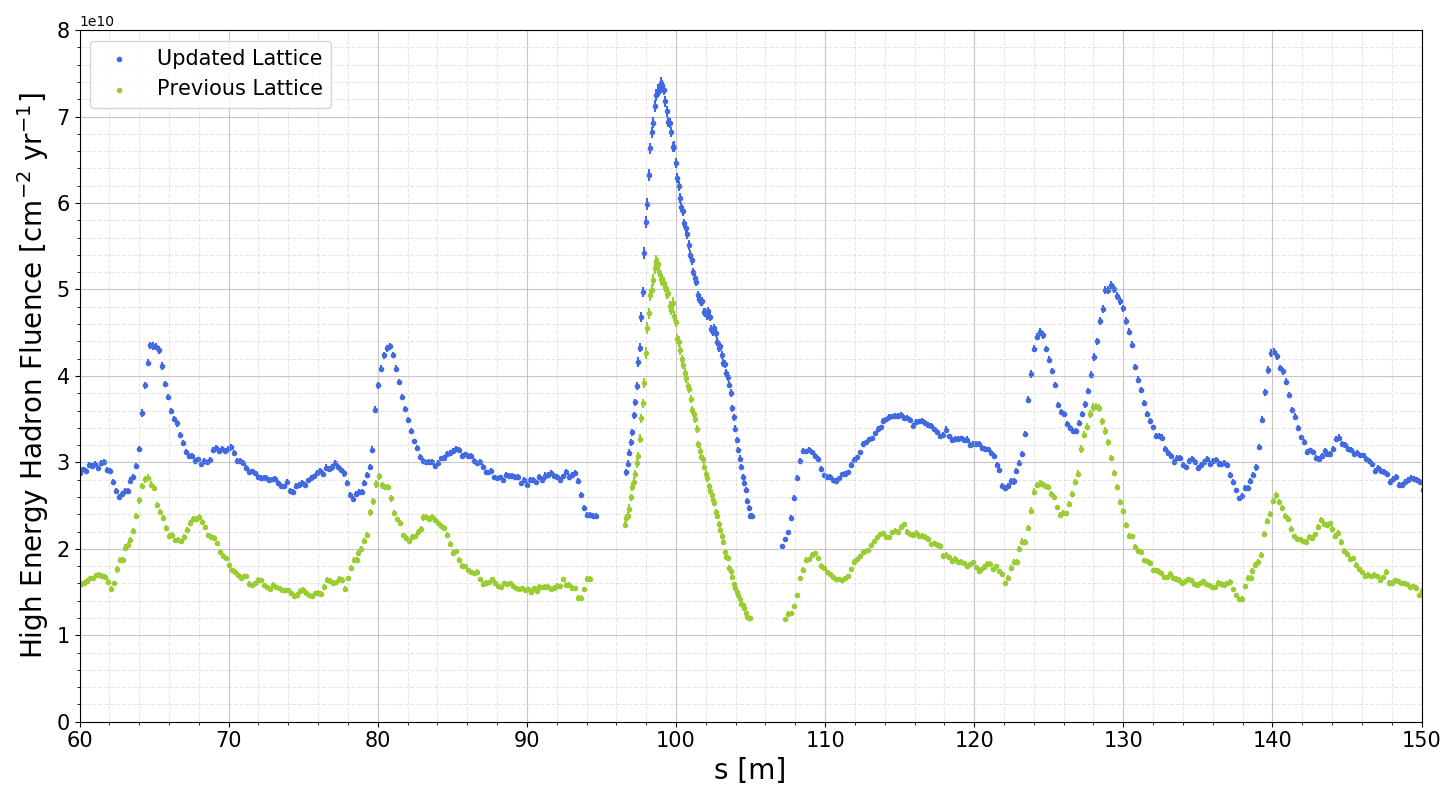 1e10
8
7
6
5
4
3
2
1
0
Updated Lattice
Previous Lattice
High Energy Hadron Fluence [cm⁻² yr⁻¹]
60 70 80 90 100 110 120 130 140 150
s [m]